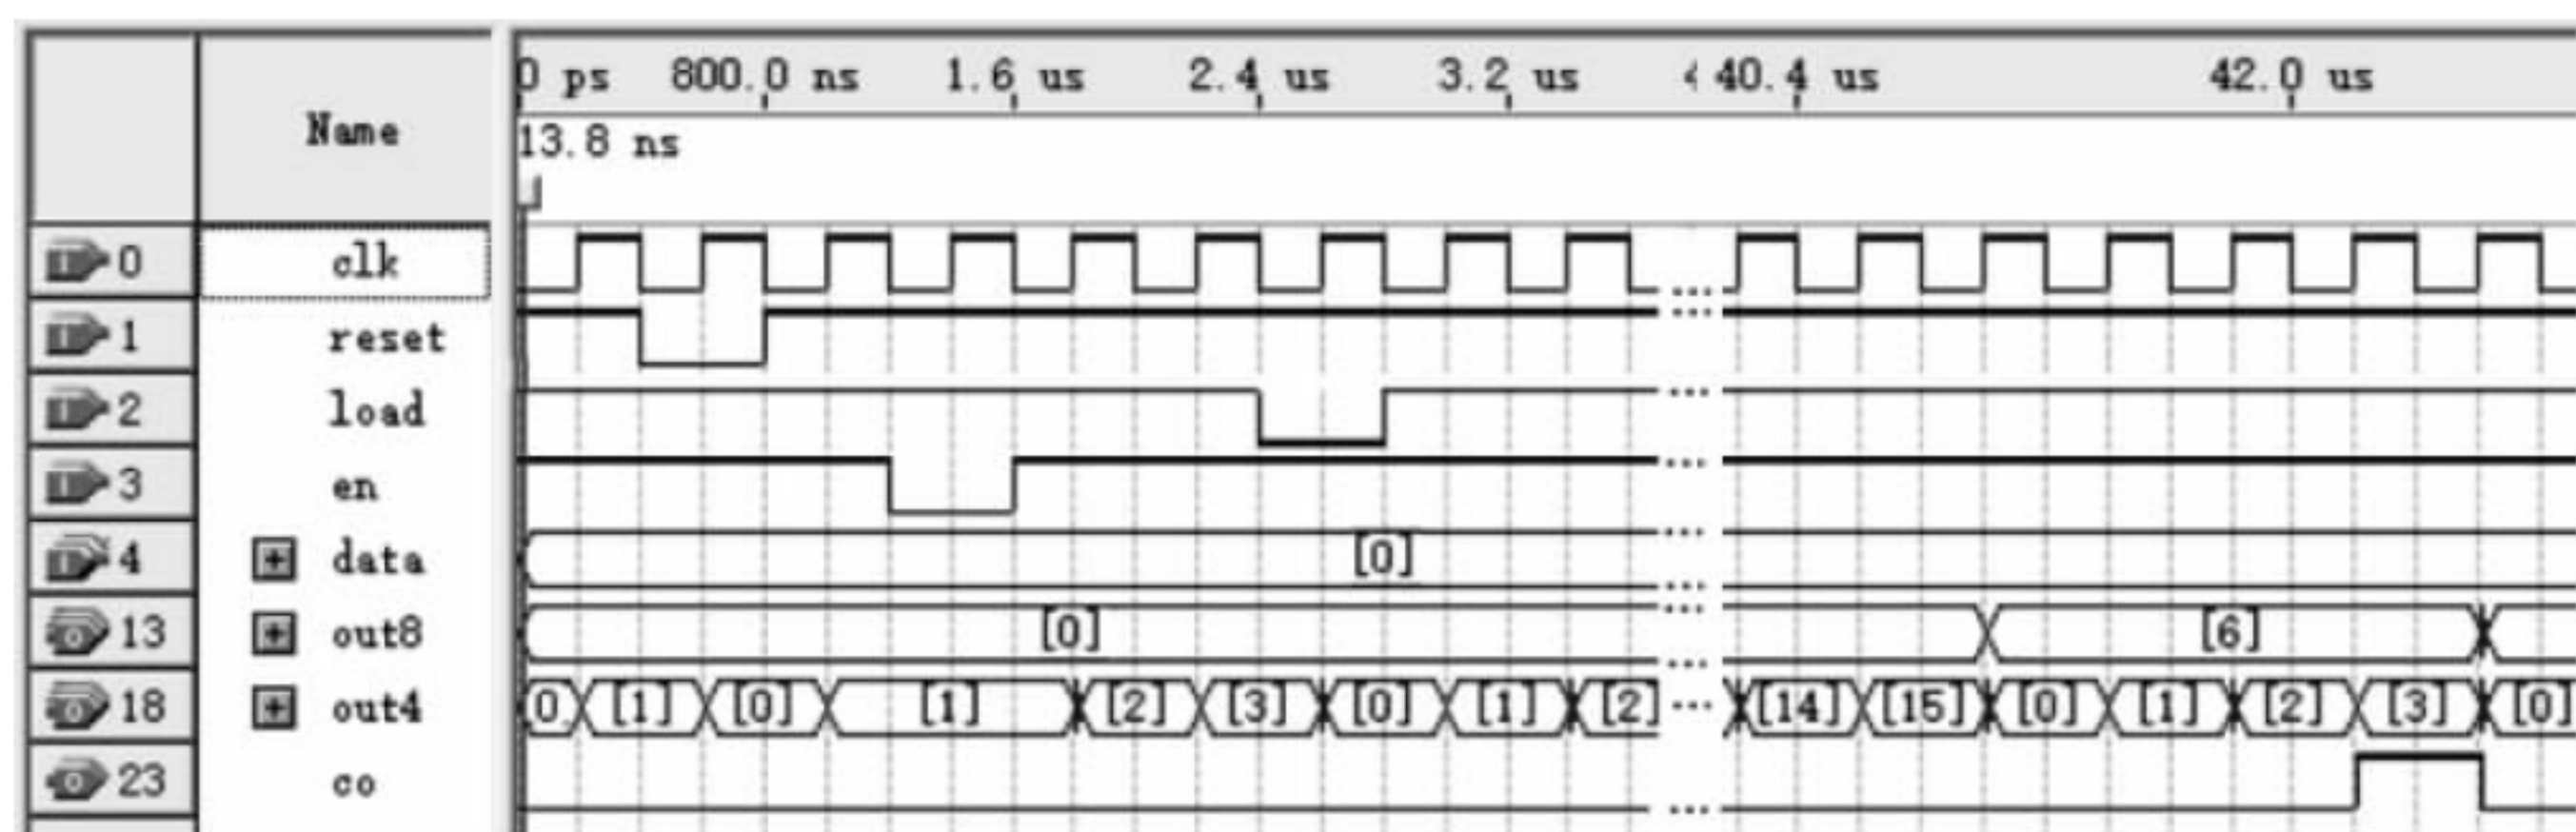 Name
0 ps 800.0 ns 1.6 us 2.4 us 3.2 us 40.4 us 42.0 us
13.8 ns
0 clk
1 reset
2 load
3 en
4 data [0]
13 out8 [0] [6]
18 out4 0 [1] [0] [1] [2] [3] [0] [1] [2] ... [14] [15] [0] [1] [2] [3] [0]
23 co